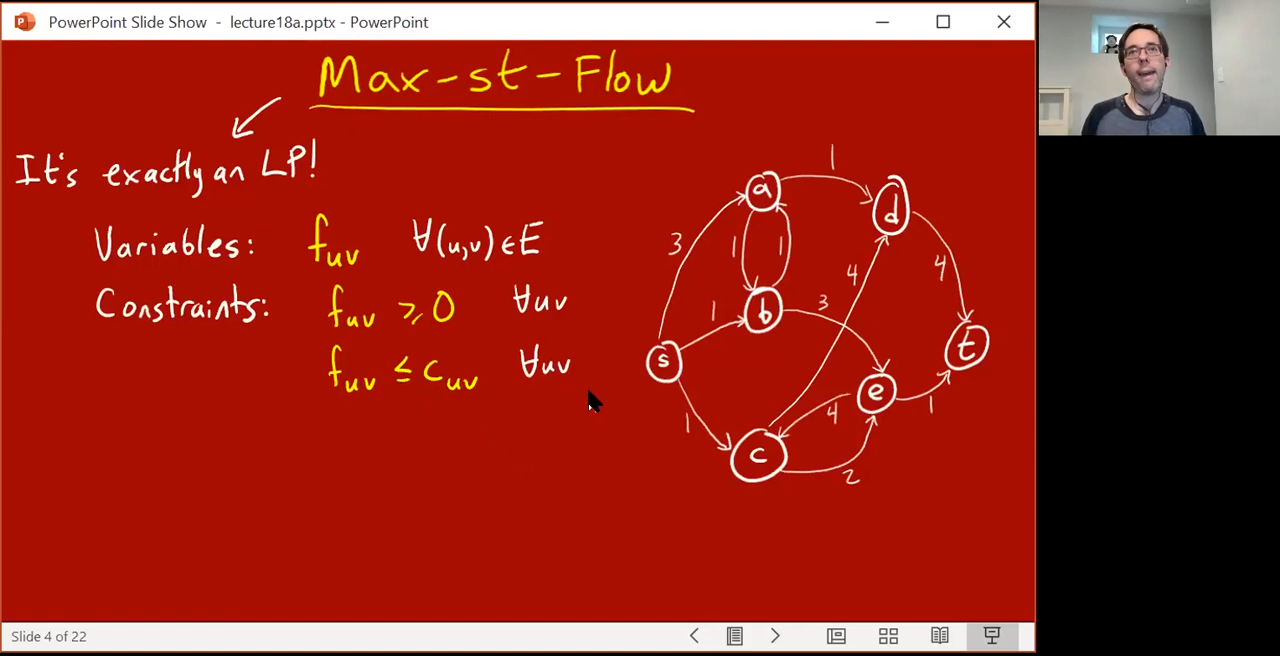 PowerPoint Slide Show - lecture18a.pptx - PowerPoint
Max-st-Flow
It's exactly an LP!
Variables: fuv ∀(u,v)∈E
Constraints: fuv ≥ 0 ∀uv
fuv ≤ cuv ∀uv
1
a
d
3
1
1
4
4
1
b
3
s
t
e
1
4
1
c
2
Slide 4 of 22